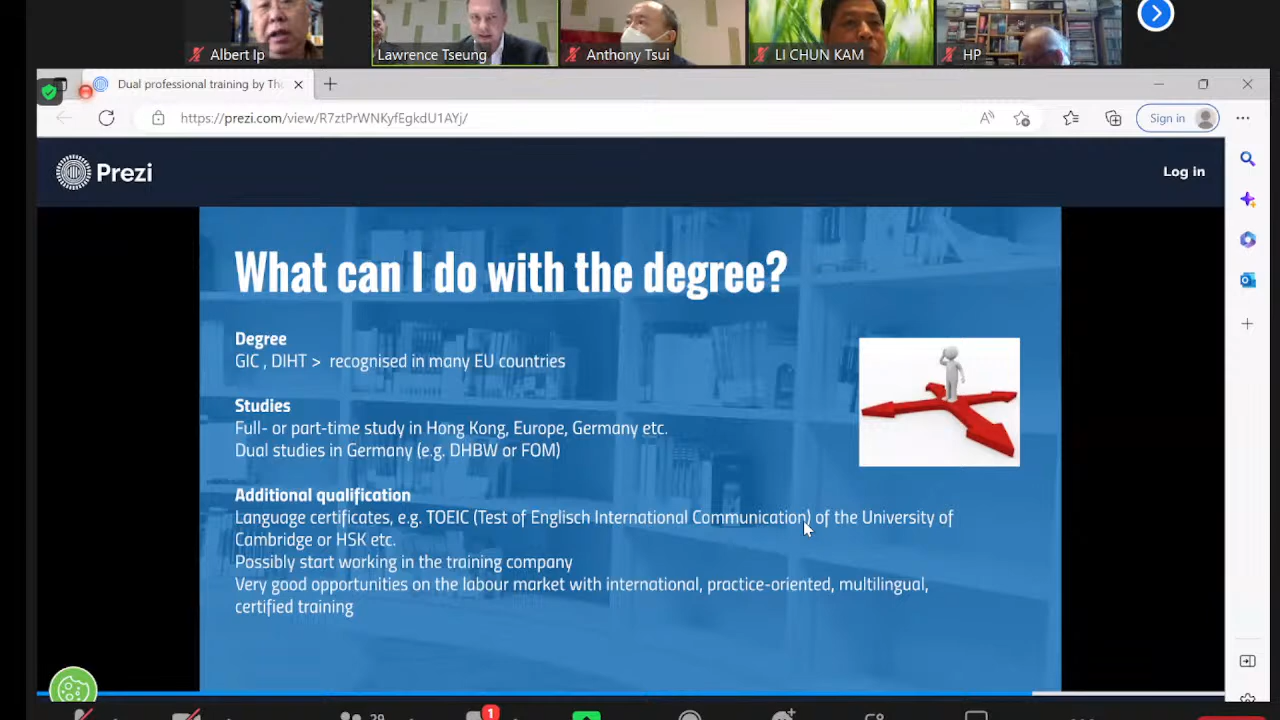 Albert Ip
Lawrence Tseung
Anthony Tsui
LI CHUN KAM
HP
Dual professional training by The
https://prezi.com/view/R7ztPrWNKyfEgkdU1AYj/
Sign in
Prezi
Log in
What can I do with the degree?
Degree
GIC , DIHT > recognised in many EU countries
Studies
Full- or part-time study in Hong Kong, Europe, Germany etc.
Dual studies in Germany (e.g. DHBW or FOM)
Additional qualification
Language certificates, e.g. TOEIC (Test of Englisch International Communication) of the University of
Cambridge or HSK etc.
Possibly start working in the training company
Very good opportunities on the labour market with international, practice-oriented, multilingual,
certified training
1